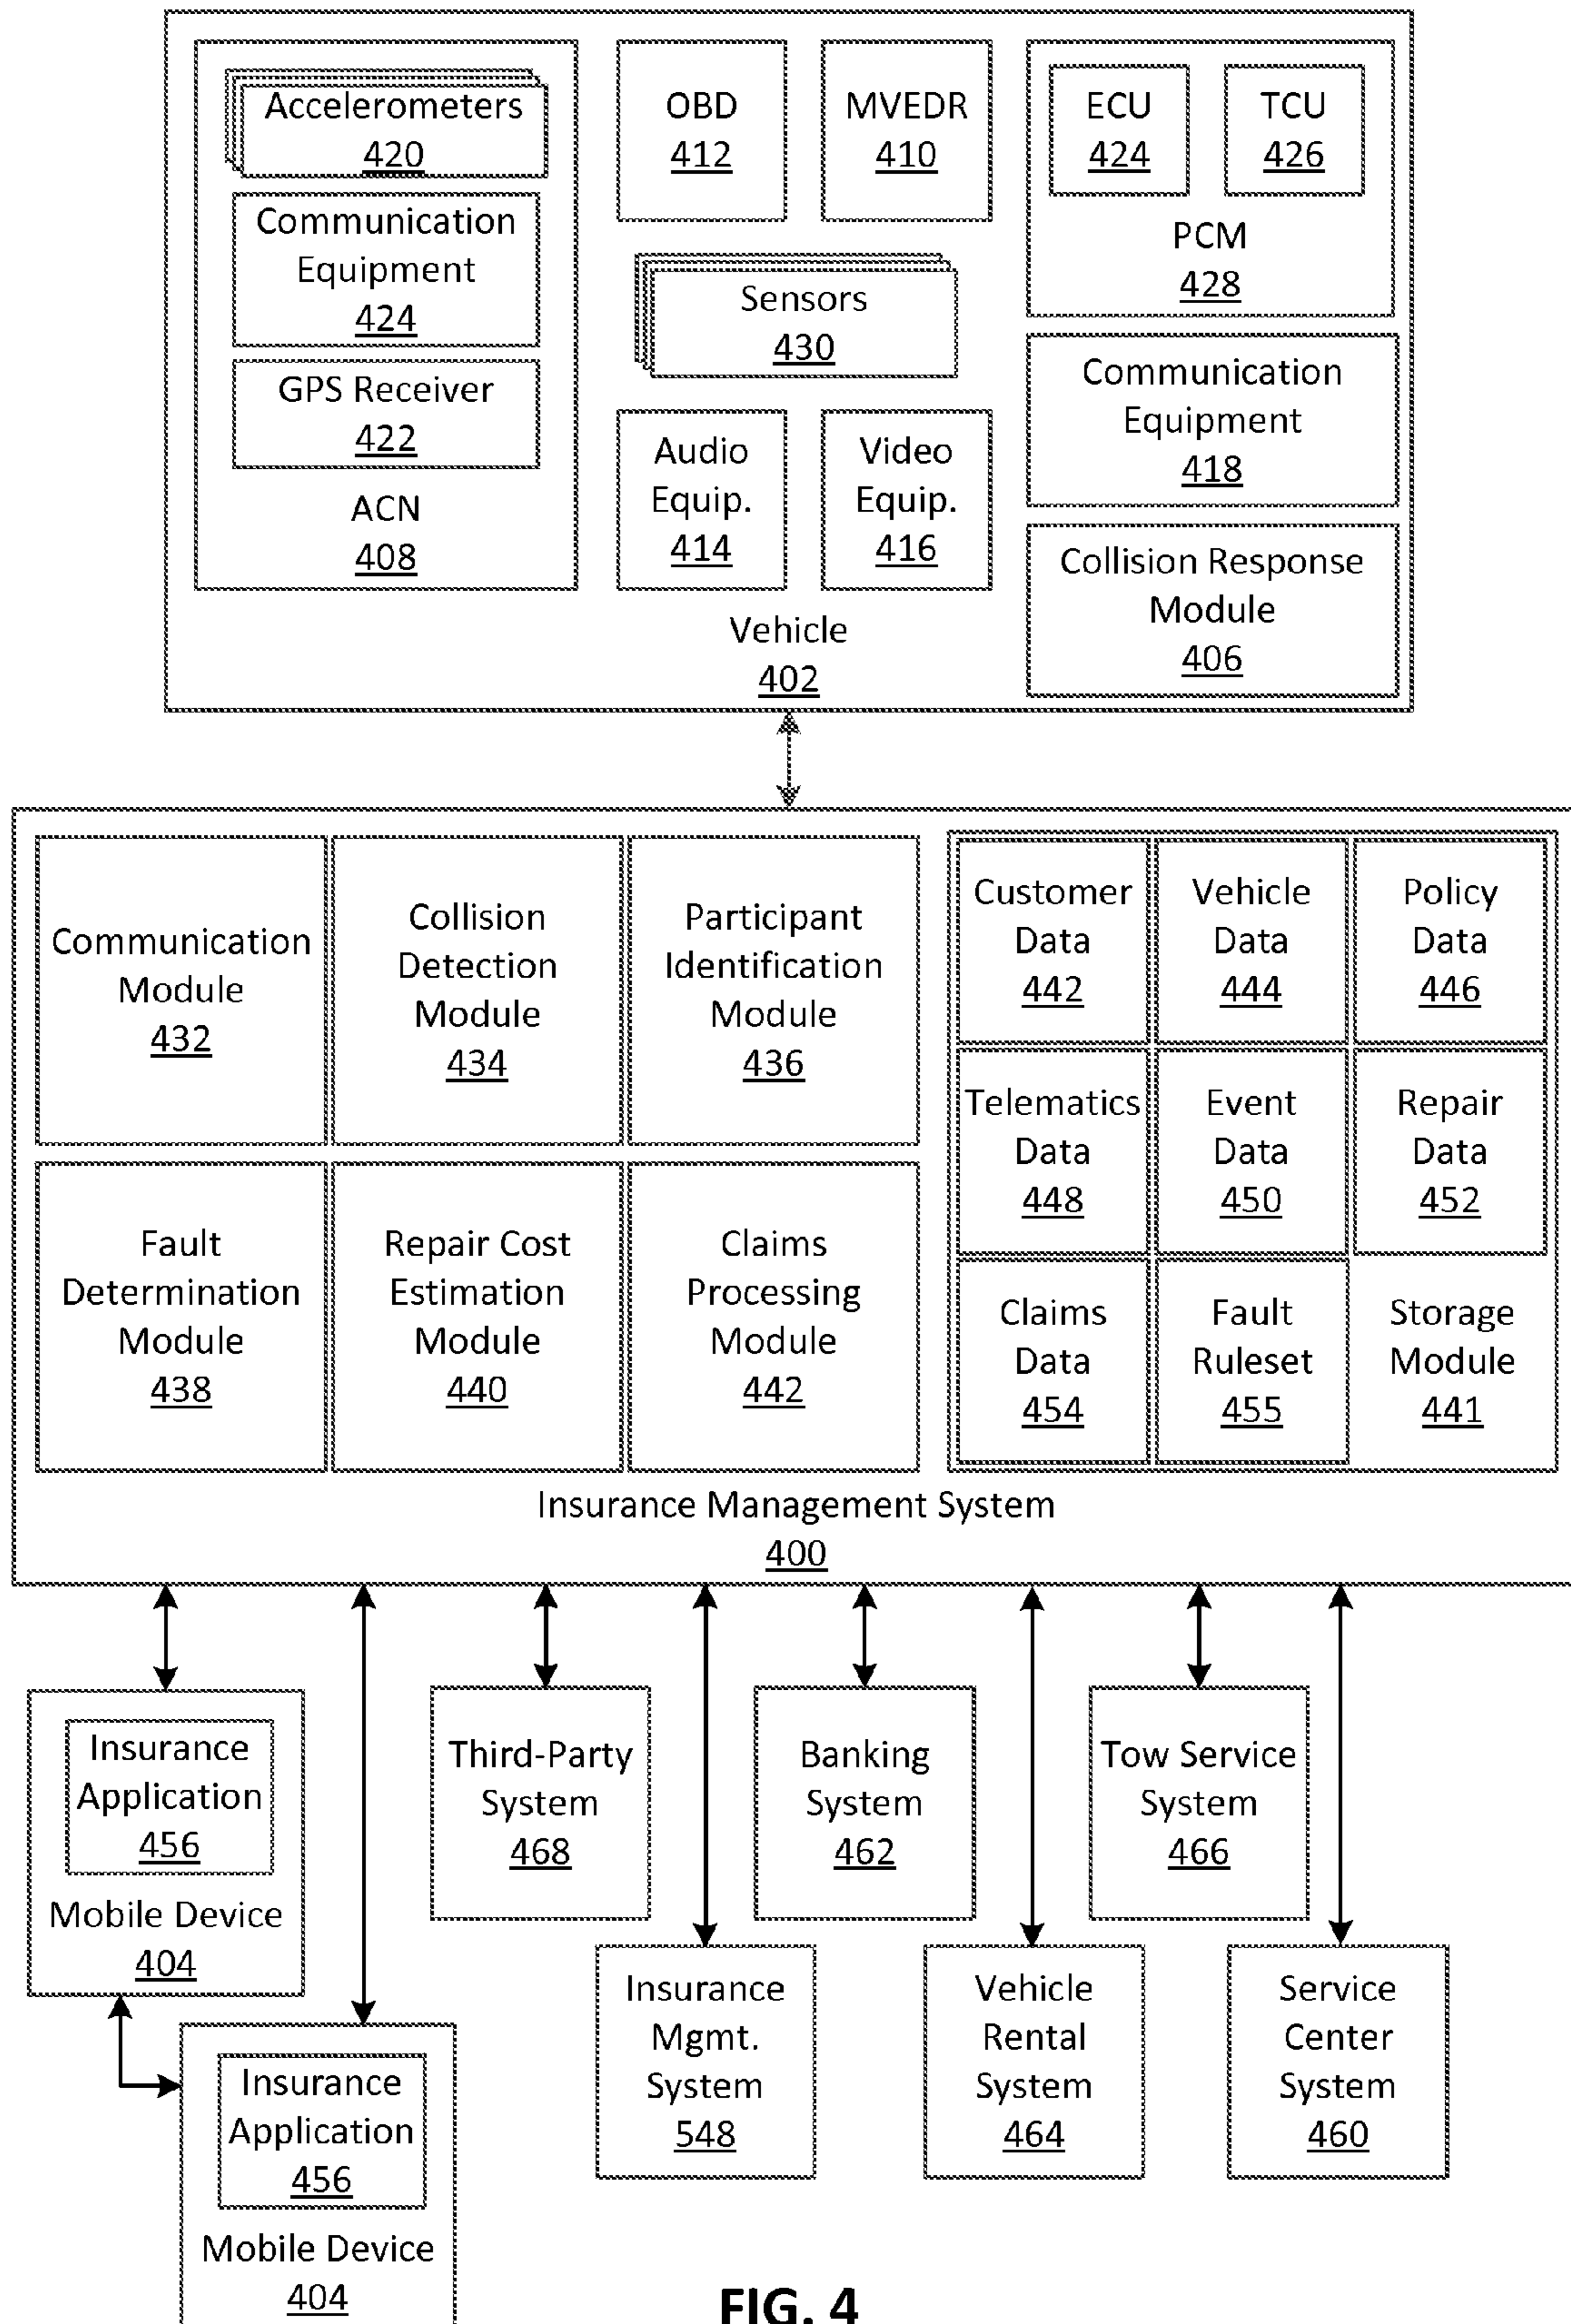 Accelerometers
420
Communication
Equipment
424
GPS Receiver
422
ACN
408
OBD
412
MVEDR
410
Sensors
430
Audio
Equip.
414
Video
Equip.
416
ECU
424
TCU
426
PCM
428
Communication
Equipment
418
Collision Response
Module
406
Vehicle
402
Communication
Module
432
Collision
Detection
Module
434
Participant
Identification
Module
436
Fault
Determination
Module
438
Repair Cost
Estimation
Module
440
Claims
Processing
Module
442
Customer
Data
442
Vehicle
Data
444
Policy
Data
446
Telematics
Data
448
Event
Data
450
Repair
Data
452
Claims
Data
454
Fault
Ruleset
455
Storage
Module
441
Insurance Management System
400
Insurance
Application
456
Mobile Device
404
Insurance
Application
456
Mobile Device
404
Third-Party
System
468
Insurance
Mgmt.
System
548
Banking
System
462
Vehicle
Rental
System
464
Tow Service
System
466
Service
Center
System
460
FIG. 4